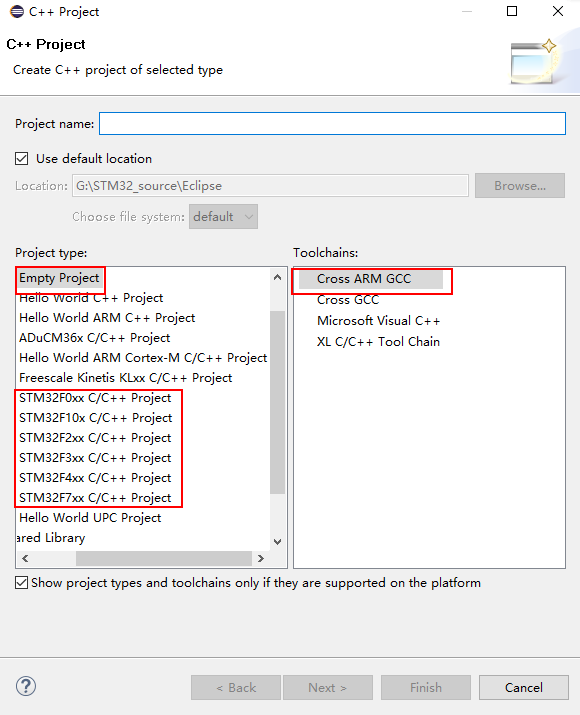 C++ Project
C++ Project
Create C++ project of selected type
Project name:
Use default location
Location: G:\STM32_source\Eclipse Browse...
Choose file system: default
Project type: Toolchains:
Empty Project
Hello World C++ Project
Hello World ARM C++ Project
ADuCM36x C/C++ Project
Hello World ARM Cortex-M C/C++ Project
Freescale Kinetis KLxx C/C++ Project
STM32F0xx C/C++ Project
STM32F10x C/C++ Project
STM32F2xx C/C++ Project
STM32F3xx C/C++ Project
STM32F4xx C/C++ Project
STM32F7xx C/C++ Project
Hello World UPC Project
ared Library
Cross ARM GCC
Cross GCC
Microsoft Visual C++
XL C/C++ Tool Chain
Show project types and toolchains only if they are supported on the platform
? < Back Next > Finish Cancel